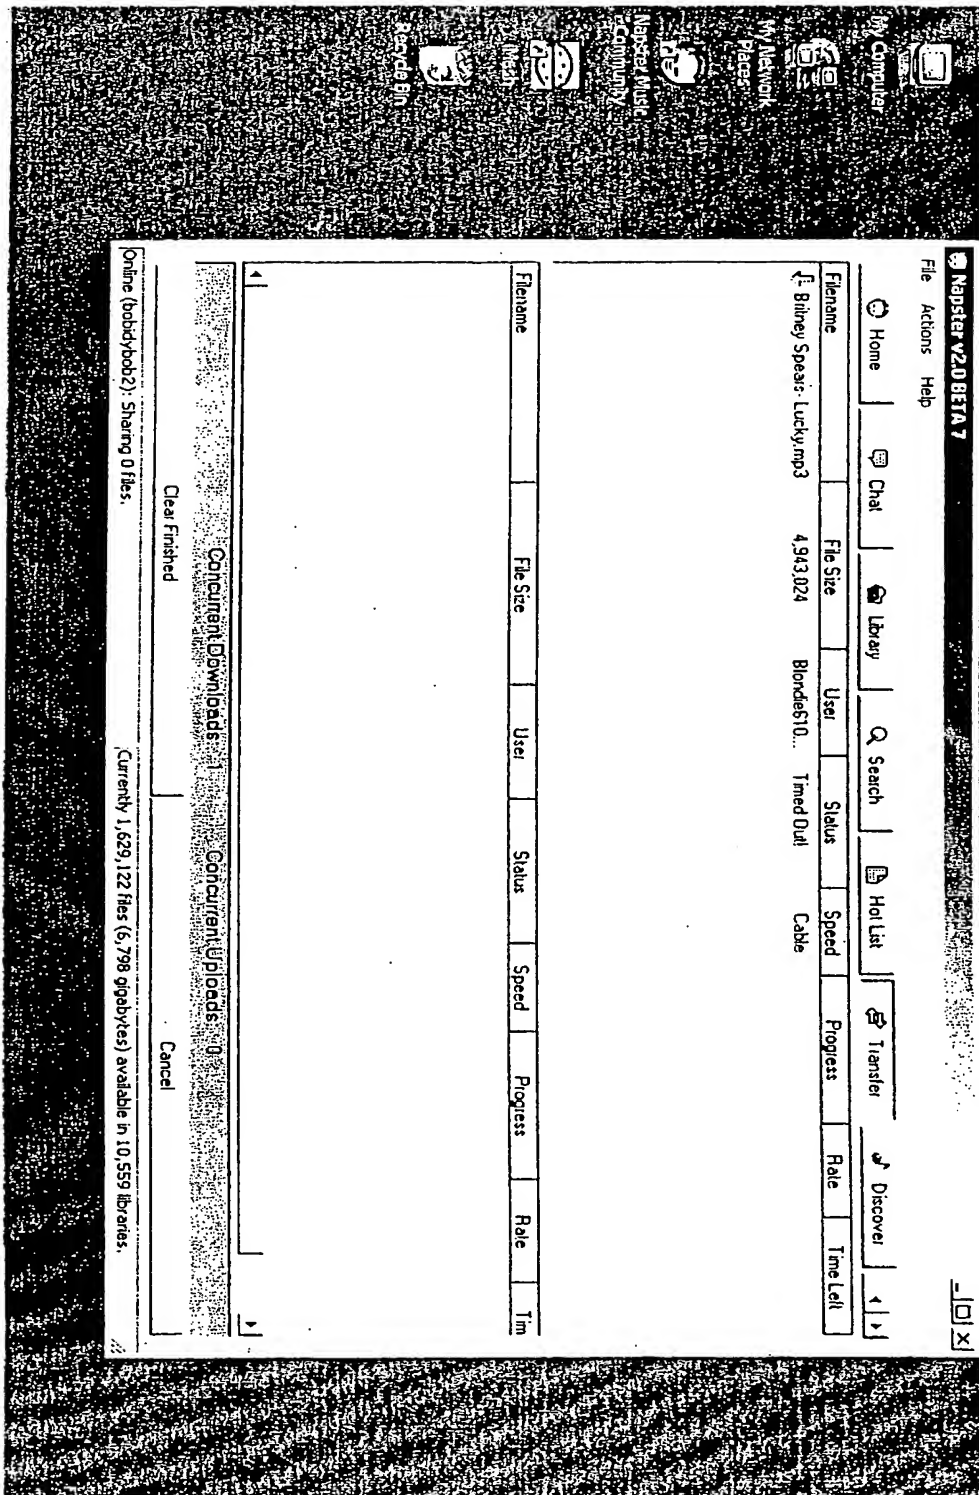 My Computer
My Network
Places
Napster Music
Community
Recycle Bin
Napster v2.0 BETA 7
File Actions Help
Home Chat Library Search Hot List Transfer Discover
Filename File Size User Status Speed Progress Rate Time Left
Britney Spears- Lucky.mp3 4,943,024 Blondie610... Timed Out! Cable
Filename File Size User Status Speed Progress Rate Tim
Concurrent Downloads: 1 Concurrent Uploads: 0
Clear Finished Cancel
Online (bobidybob2): Sharing 0 files. Currently 1,629,122 files (6,798 gigabytes) available in 10,559 libraries.